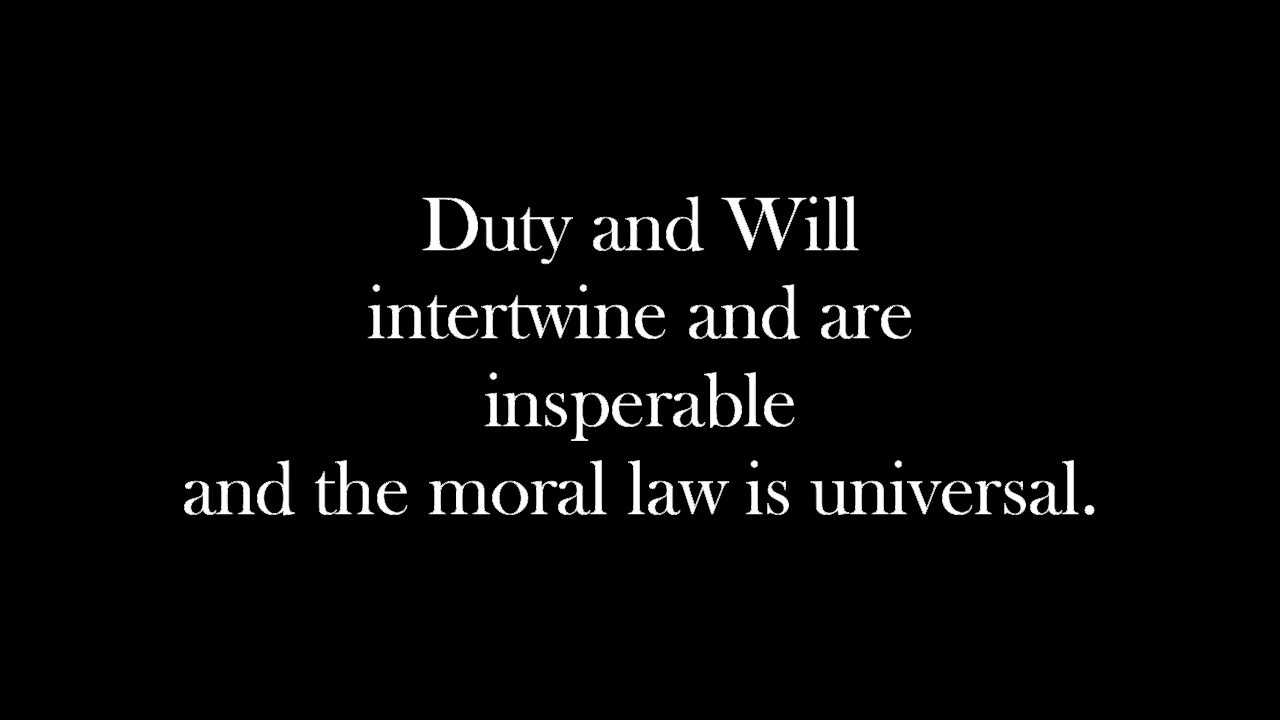 Duty and Will
intertwine and are
insperable
and the moral law is universal.